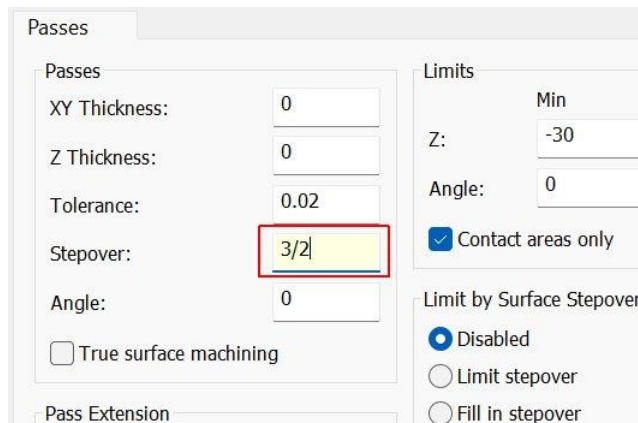 Passes
Passes
XY Thickness: 0
Z Thickness: 0
Tolerance: 0.02
Stepover: 3/2
Angle: 0
True surface machining
Pass Extension
Limits
Min
Z: -30
Angle: 0
Contact areas only
Limit by Surface Stepover
Disabled
Limit stepover
Fill in stepover